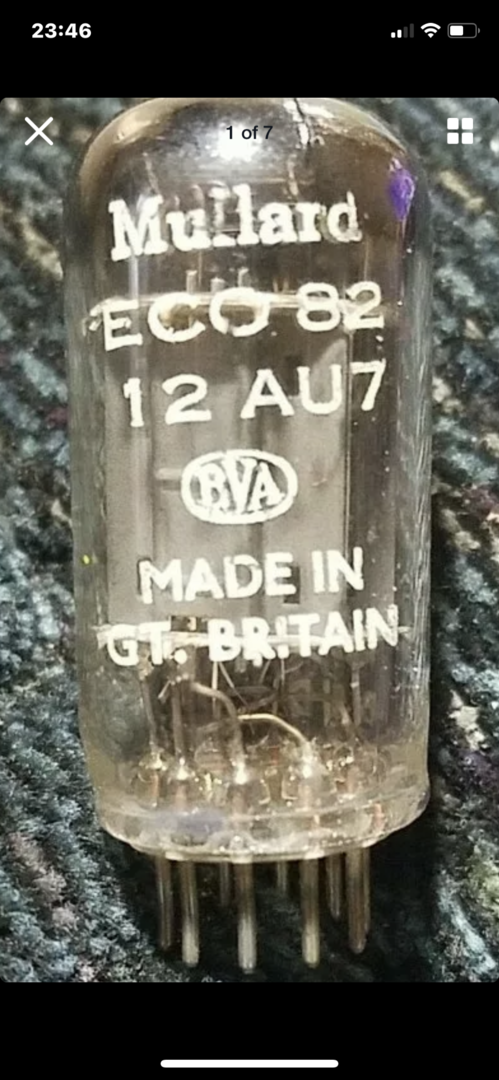 23:46
1 of 7
Mullard
ECC 82
12 AU7
BVA
MADE IN
GT. BRITAIN